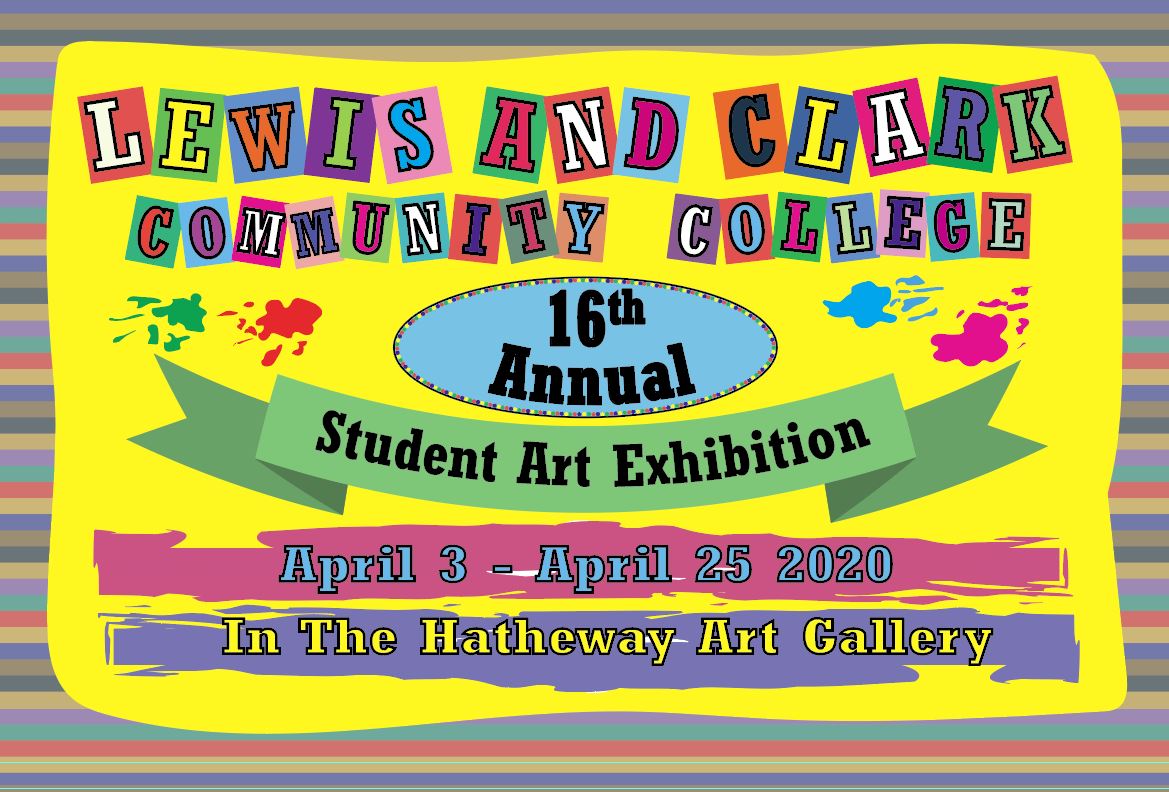 LEWIS AND CLARK
COMMUNITY COLLEGE
16th
Annual
Student Art Exhibition
April 3 - April 25 2020
In The Hatheway Art Gallery